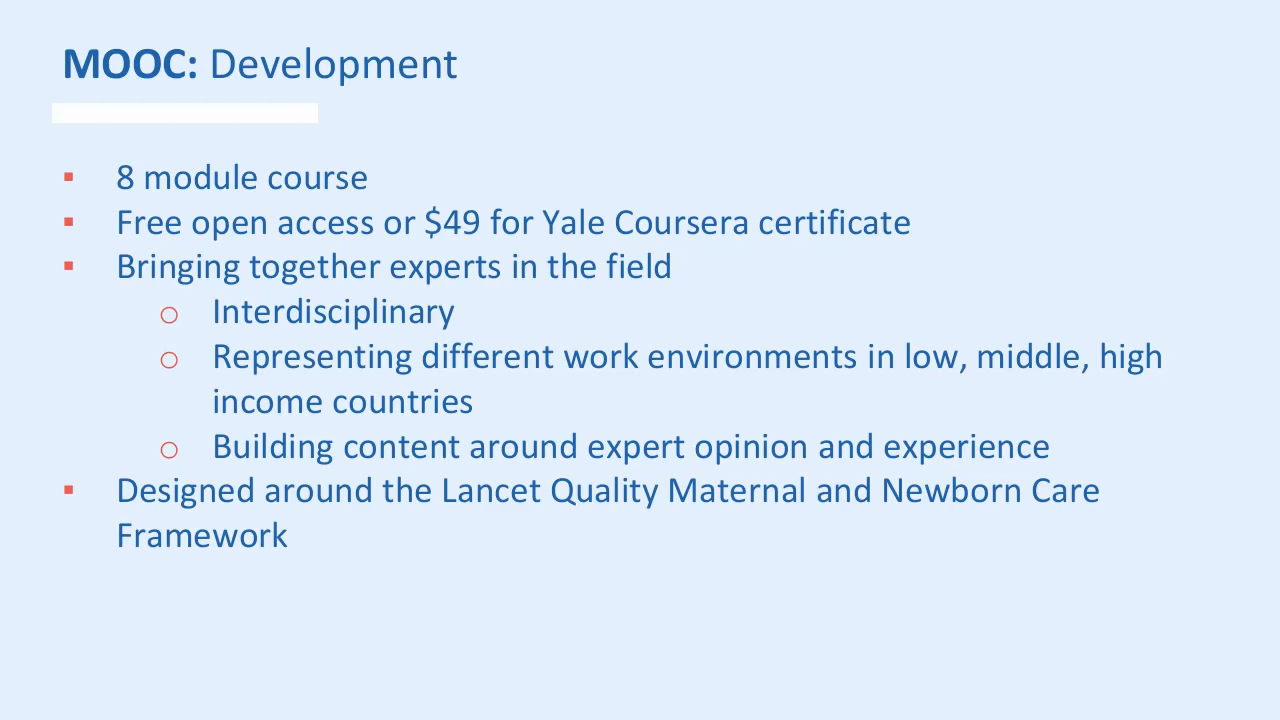 MOOC: Development
▪ 8 module course
▪ Free open access or $49 for Yale Coursera certificate
▪ Bringing together experts in the field
o Interdisciplinary
o Representing different work environments in low, middle, high
income countries
o Building content around expert opinion and experience
▪ Designed around the Lancet Quality Maternal and Newborn Care
Framework